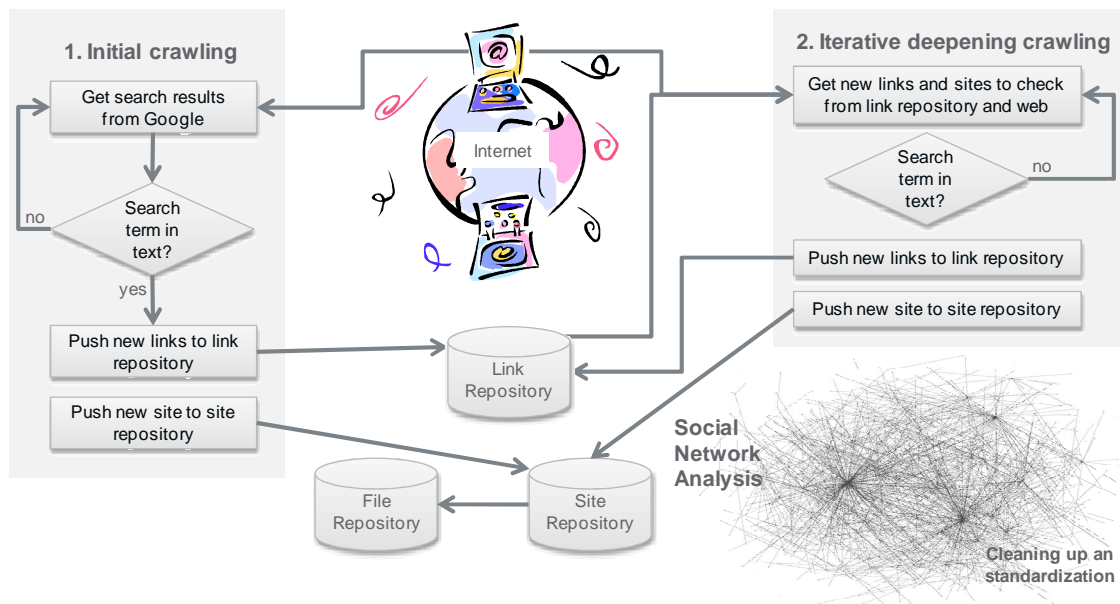 1. Initial crawling
Get search results
from Google
no
Search
term in
text?
yes
Push new links to link
repository
Push new site to site
repository
@
Internet
Link
Repository
File
Repository
Site
Repository
2. Iterative deepening crawling
Get new links and sites to check
from link repository and web
Search
term in
text?
no
Push new links to link repository
Push new site to site repository
Social
Network
Analysis
Cleaning up an
standardization